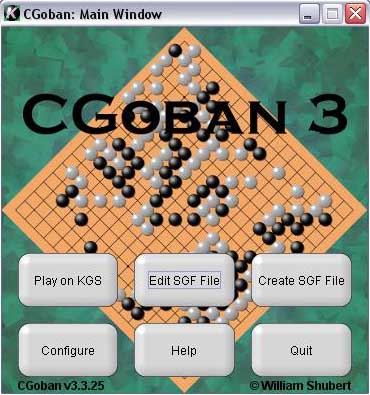 CGoban: Main Window
CGoban 3
Play on KGS
Edit SGF File
Create SGF File
Configure
Help
Quit
CGoban v3.3.25
© William Shubert